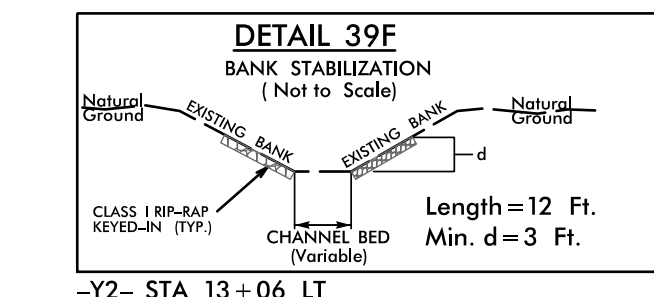 DETAIL 39F
BANK STABILIZATION
( Not to Scale)
Natural
Ground
EXISTING BANK
EXISTING BANK
Natural
Ground
d
CLASS I RIP-RAP
KEYED-IN (TYP.)
CHANNEL BED
(Variable)
Length=12 Ft.
Min. d=3 Ft.
-Y2- STA 13+06 LT